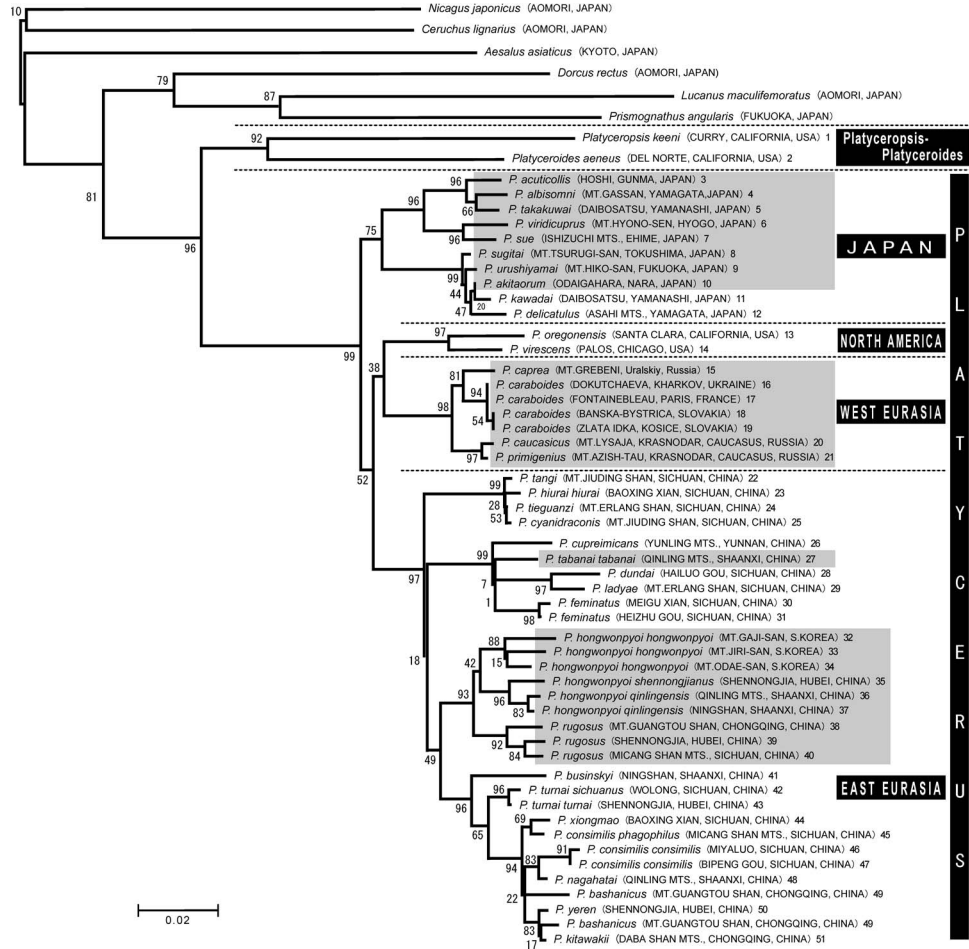 10
Nicagus japonicus (AOMORI, JAPAN)
Ceruchus lignarius (AOMORI, JAPAN)
Aesalus asiaticus (KYOTO, JAPAN)
79
Dorcus rectus (AOMORI, JAPAN)
87
Lucanus maculifemoratus (AOMORI, JAPAN)
Prismognathus angularis (FUKUOKA, JAPAN)
81
92
Platyceropsis keeni (CURRY, CALIFORNIA, USA) 1
Platyceroides aeneus (DEL NORTE, CALIFORNIA, USA) 2
Platyceropsis-
Platyceroides
96
P. acuticollis (HOSHI, GUNMA, JAPAN) 3
96
P. albisomni (MT.GASSAN, YAMAGATA,JAPAN) 4
96
66
P. takakuwai (DAIBOSATSU, YAMANASHI, JAPAN) 5
P. viridicuprus (MT.HYONO-SEN, HYOGO, JAPAN) 6
75
96
P. sue (ISHIZUCHI MTS., EHIME, JAPAN) 7
JAPAN
P. sugitai (MT.TSURUGI-SAN, TOKUSHIMA, JAPAN) 8
99
P. urushiyamai (MT.HIKO-SAN, FUKUOKA, JAPAN) 9
P. akitaorum (ODAIGAHARA, NARA, JAPAN) 10
44
P. kawadai (DAIBOSATSU, YAMANASHI, JAPAN) 11
47
20
P. delicatulus (ASAHI MTS., YAMAGATA, JAPAN) 12
97
P. oregonensis (SANTA CLARA, CALIFORNIA, USA) 13
P. virescens (PALOS, CHICAGO, USA) 14
NORTH AMERICA
99
38
P. caprea (MT.GREBENI, Uralskiy, Russia) 15
81
P. caraboides (DOKUTCHAEVA, KHARKOV, UKRAINE) 16
94
P. caraboides (FONTAINEBLEAU, PARIS, FRANCE) 17
98
P. caraboides (BANSKA-BYSTRICA, SLOVAKIA) 18
54
P. caraboides (ZLATA IDKA, KOSICE, SLOVAKIA) 19
WEST EURASIA
P. caucasicus (MT.LYSAJA, KRASNODAR, CAUCASUS, RUSSIA) 20
97
P. primigenius (MT.AZISH-TAU, KRASNODAR, CAUCASUS, RUSSIA) 21
52
P. tangi (MT.JIUDING SHAN, SICHUAN, CHINA) 22
99
P. hiurai hiurai (BAOXING XIAN, SICHUAN, CHINA) 23
28
P. tieguanzi (MT.ERLANG SHAN, SICHUAN, CHINA) 24
53
P. cyanidraconis (MT.JIUDING SHAN, SICHUAN, CHINA) 25
P. cupreimicans (YUNLING MTS., YUNNAN, CHINA) 26
99
P. tabanai tabanai (QINLING MTS., SHAANXI, CHINA) 27
97
7
P. dundai (HAILUO GOU, SICHUAN, CHINA) 28
97
P. ladyae (MT.ERLANG SHAN, SICHUAN, CHINA) 29
1
P. feminatus (MEIGU XIAN, SICHUAN, CHINA) 30
98
P. feminatus (HEIZHU GOU, SICHUAN, CHINA) 31
18
88
P. hongwonpyoi hongwonpyoi (MT.GAJI-SAN, S.KOREA) 32
P. hongwonpyoi hongwonpyoi (MT.JIRI-SAN, S.KOREA) 33
42
15
P. hongwonpyoi hongwonpyoi (MT.ODAE-SAN, S.KOREA) 34
P. hongwonpyoi shennongjianus (SHENNONGJIA, HUBEI, CHINA) 35
93
96
P. hongwonpyoi qinlingensis (QINLING MTS., SHAANXI, CHINA) 36
83
P. hongwonpyoi qinlingensis (NINGSHAN, SHAANXI, CHINA) 37
P. rugosus (MT.GUANGTOU SHAN, CHONGQING, CHINA) 38
92
P. rugosus (SHENNONGJIA, HUBEI, CHINA) 39
84
P. rugosus (MICANG SHAN MTS., SICHUAN, CHINA) 40
49
P. businskyi (NINGSHAN, SHAANXI, CHINA) 41
EAST EURASIA
96
96
P. turnai sichuanus (WOLONG, SICHUAN, CHINA) 42
P. turnai turnai (SHENNONGJIA, HUBEI, CHINA) 43
65
69
P. xiongmao (BAOXING XIAN, SICHUAN, CHINA) 44
P. consimilis phagophilus (MICANG SHAN MTS., SICHUAN, CHINA) 45
91
P. consimilis consimilis (MIYALUO, SICHUAN, CHINA) 46
94
83
P. consimilis consimilis (BIPENG GOU, SICHUAN, CHINA) 47
P. nagahatai (QINLING MTS., SHAANXI, CHINA) 48
22
P. bashanicus (MT.GUANGTOU SHAN, CHONGQING, CHINA) 49
P. yeren (SHENNONGJIA, HUBEI, CHINA) 50
83
P. bashanicus (MT.GUANGTOU SHAN, CHONGQING, CHINA) 49
17
P. kitawakii (DABA SHAN MTS., CHONGQING, CHINA) 51
0.02
PLATYCERUS